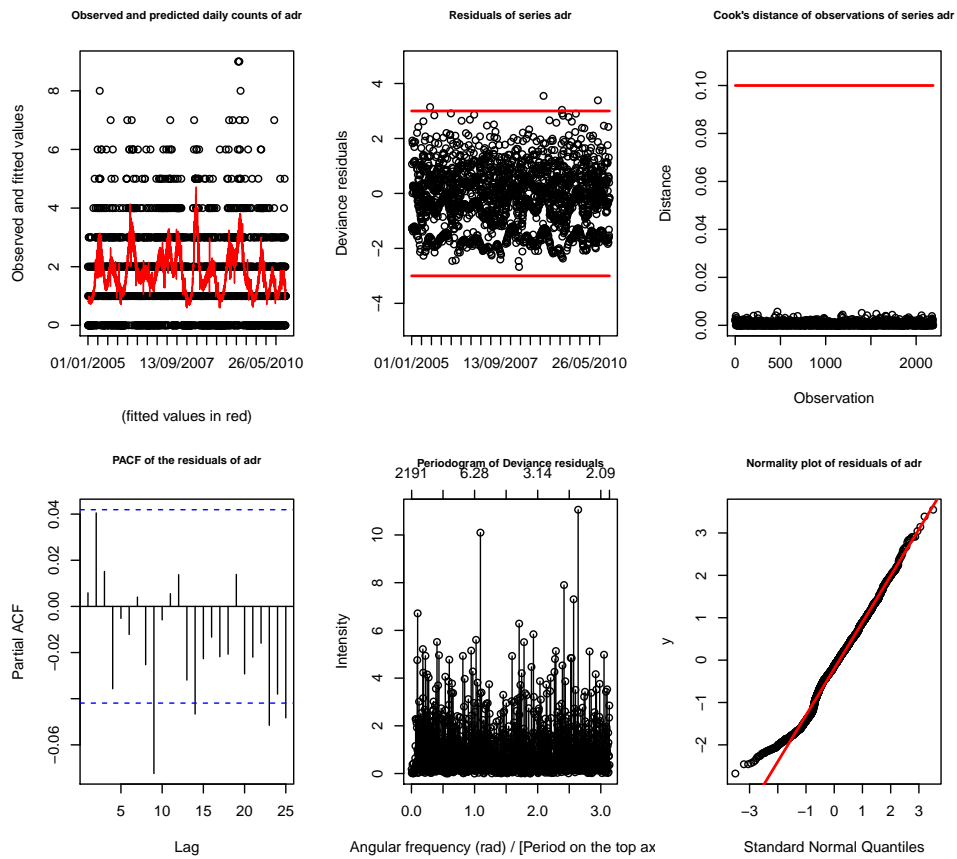 Observed and predicted daily counts of adr
Observed and fitted values
0 2 4 6 8
01/01/2005 13/09/2007 26/05/2010
(fitted values in red)
Residuals of series adr
Deviance residuals
−4 −2 0 2 4
01/01/2005 13/09/2007 26/05/2010
Cook's distance of observations of series adr
Distance
0.00 0.02 0.04 0.06 0.08 0.10
0 500 1000 2000
Observation
PACF of the residuals of adr
Partial ACF
−0.06 −0.02 0.00 0.02 0.04
5 10 15 20 25
Lag
Periodogram of Deviance residuals
2191 6.28 3.14 2.09
Intensity
0 2 4 6 8 10
0.0 1.0 2.0 3.0
Angular frequency (rad) / [Period on the top ax
Normality plot of residuals of adr
y
−2 −1 0 1 2 3
−3 −2 −1 0 1 2 3
Standard Normal Quantiles